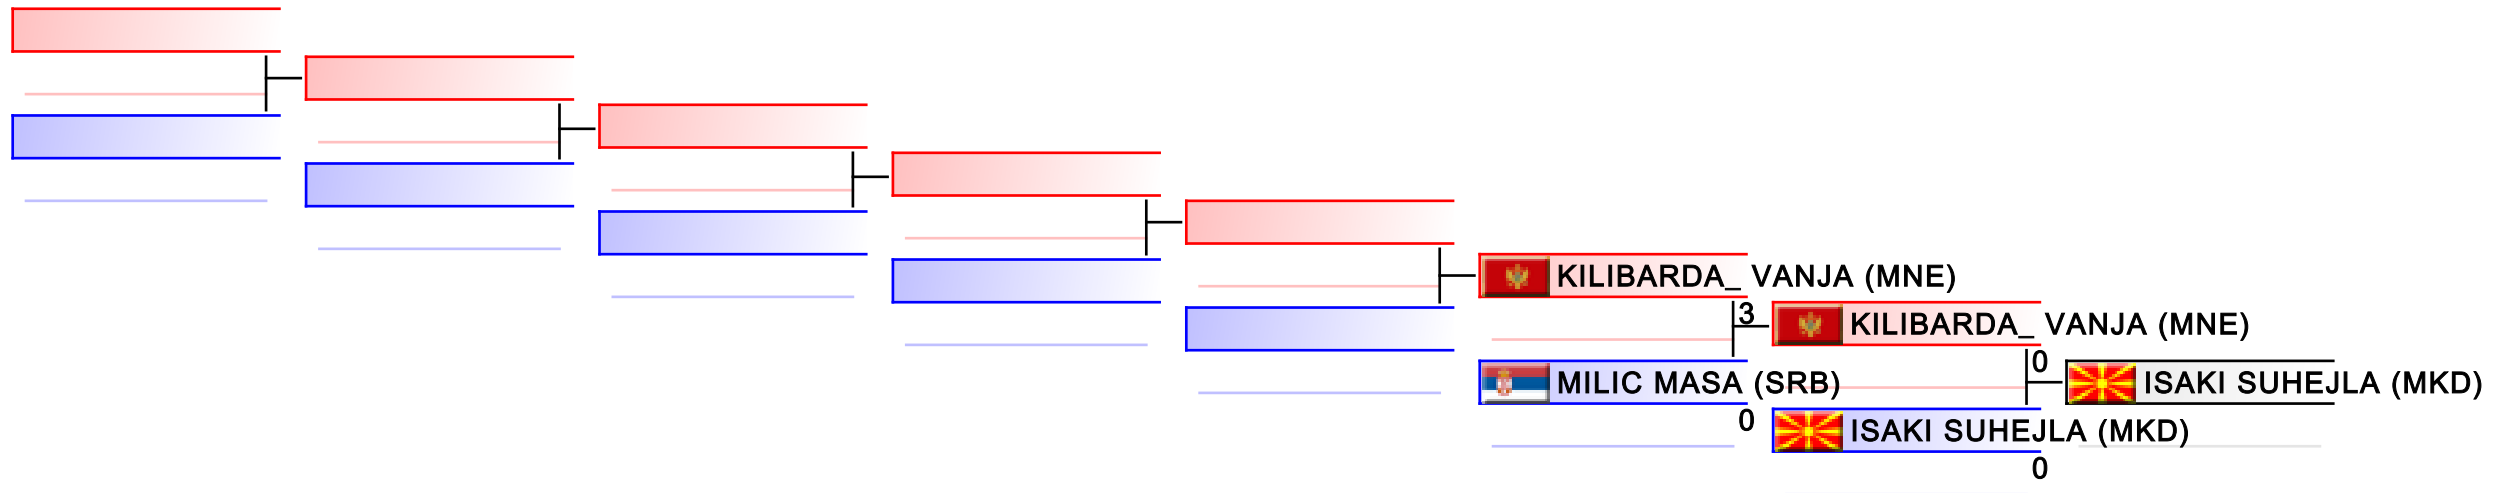 KILIBARDA_ VANJA (MNE)
3
KILIBARDA_ VANJA (MNE)
0
MILIC MASA (SRB)
ISAKI SUHEJLA (MKD)
0
ISAKI SUHEJLA (MKD)
0